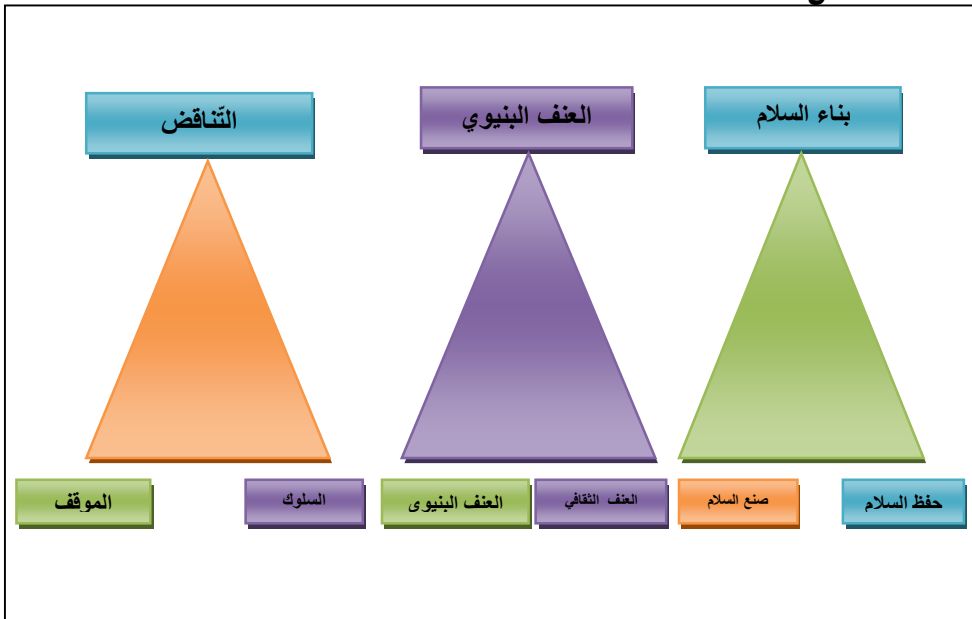 بناء السلام
العنف البنيوي
التّناقض
حفظ السلام
صنع السلام
العنف الثقافي
العنف البنيوى
السلوك
الموقف